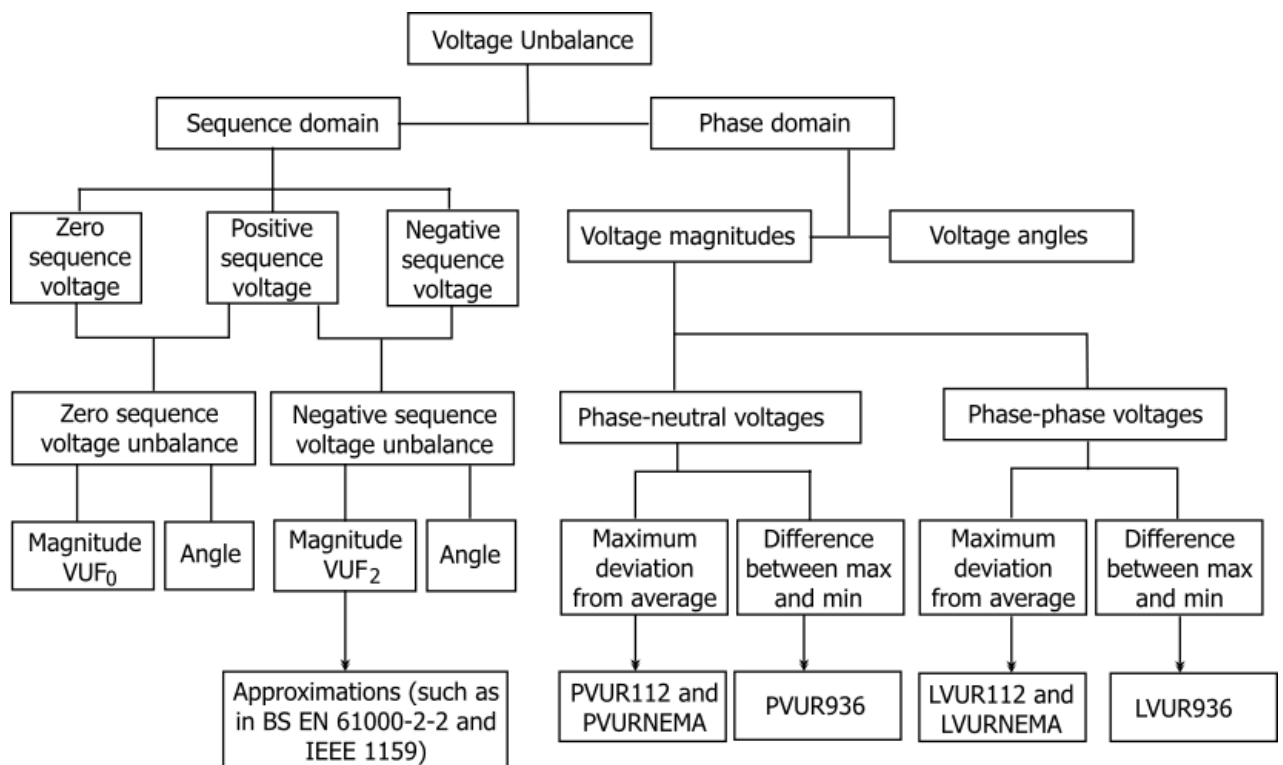 Voltage Unbalance
Sequence domain
Phase domain
Zero
sequence
voltage
Positive
sequence
voltage
Negative
sequence
voltage
Voltage magnitudes
Voltage angles
Zero sequence
voltage unbalance
Negative sequence
voltage unbalance
Phase-neutral voltages
Phase-phase voltages
Magnitude
VUF0
Angle
Magnitude
VUF2
Angle
Maximum
deviation
from average
Difference
between max
and min
Maximum
deviation
from average
Difference
between max
and min
Approximations (such as
in BS EN 61000-2-2 and
IEEE 1159)
PVUR112 and
PVURNEMA
PVUR936
LVUR112 and
LVURNEMA
LVUR936